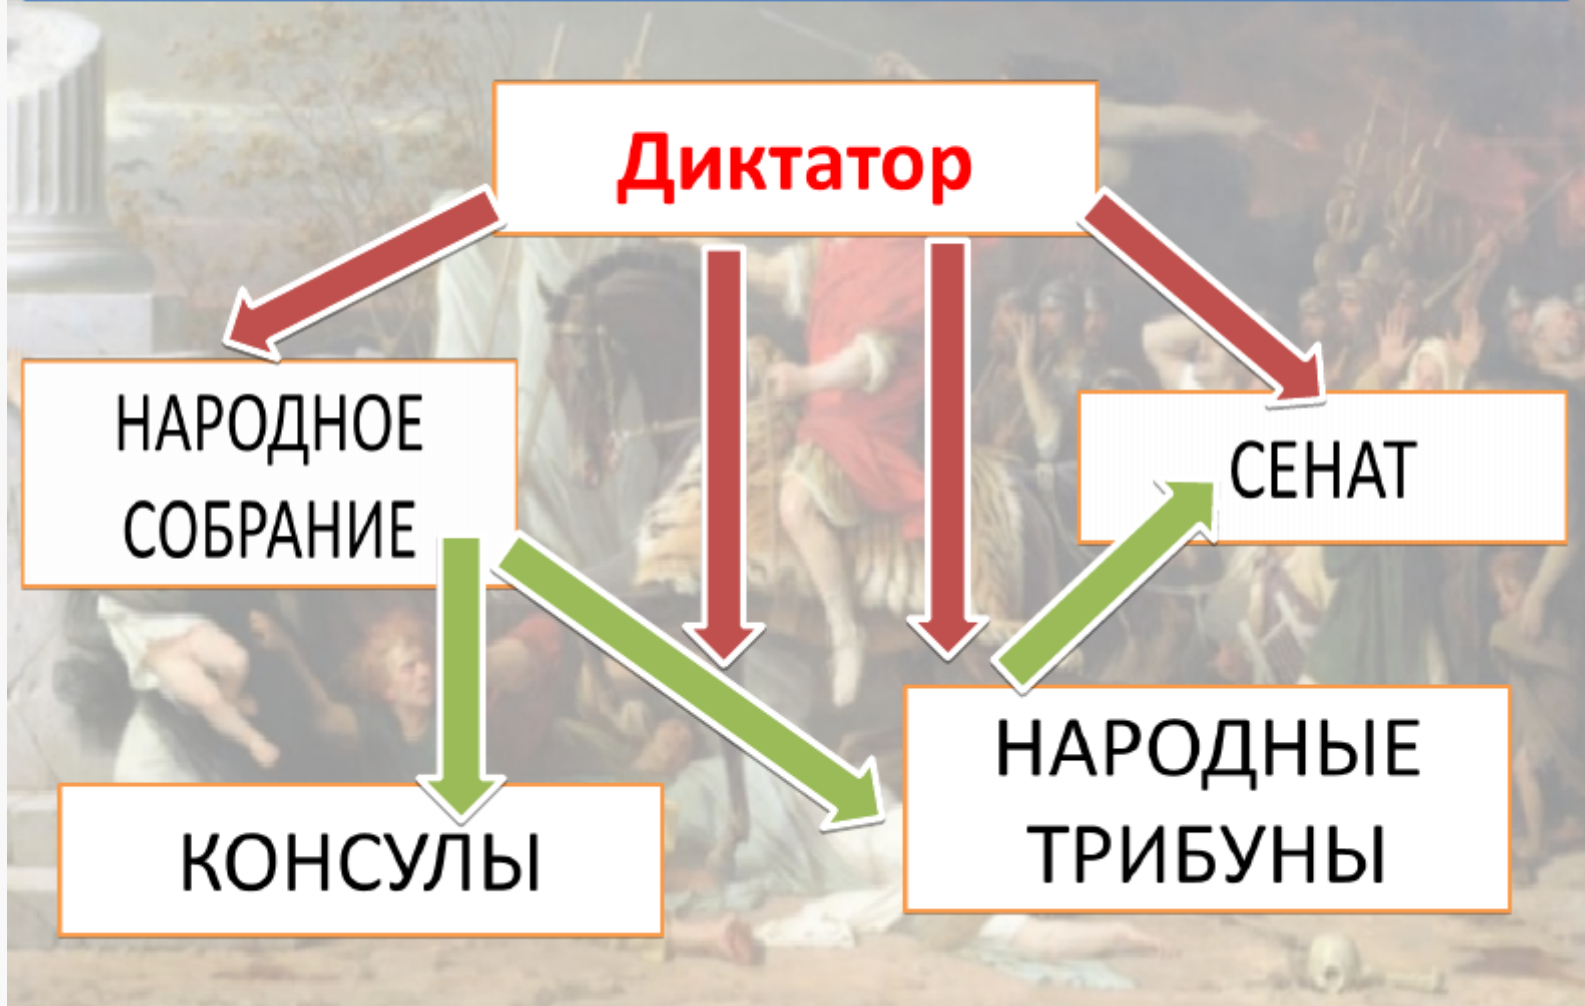 Диктатор
НАРОДНОЕ
СОБРАНИЕ
СЕНАТ
НАРОДНЫЕ
ТРИБУНЫ
КОНСУЛЫ